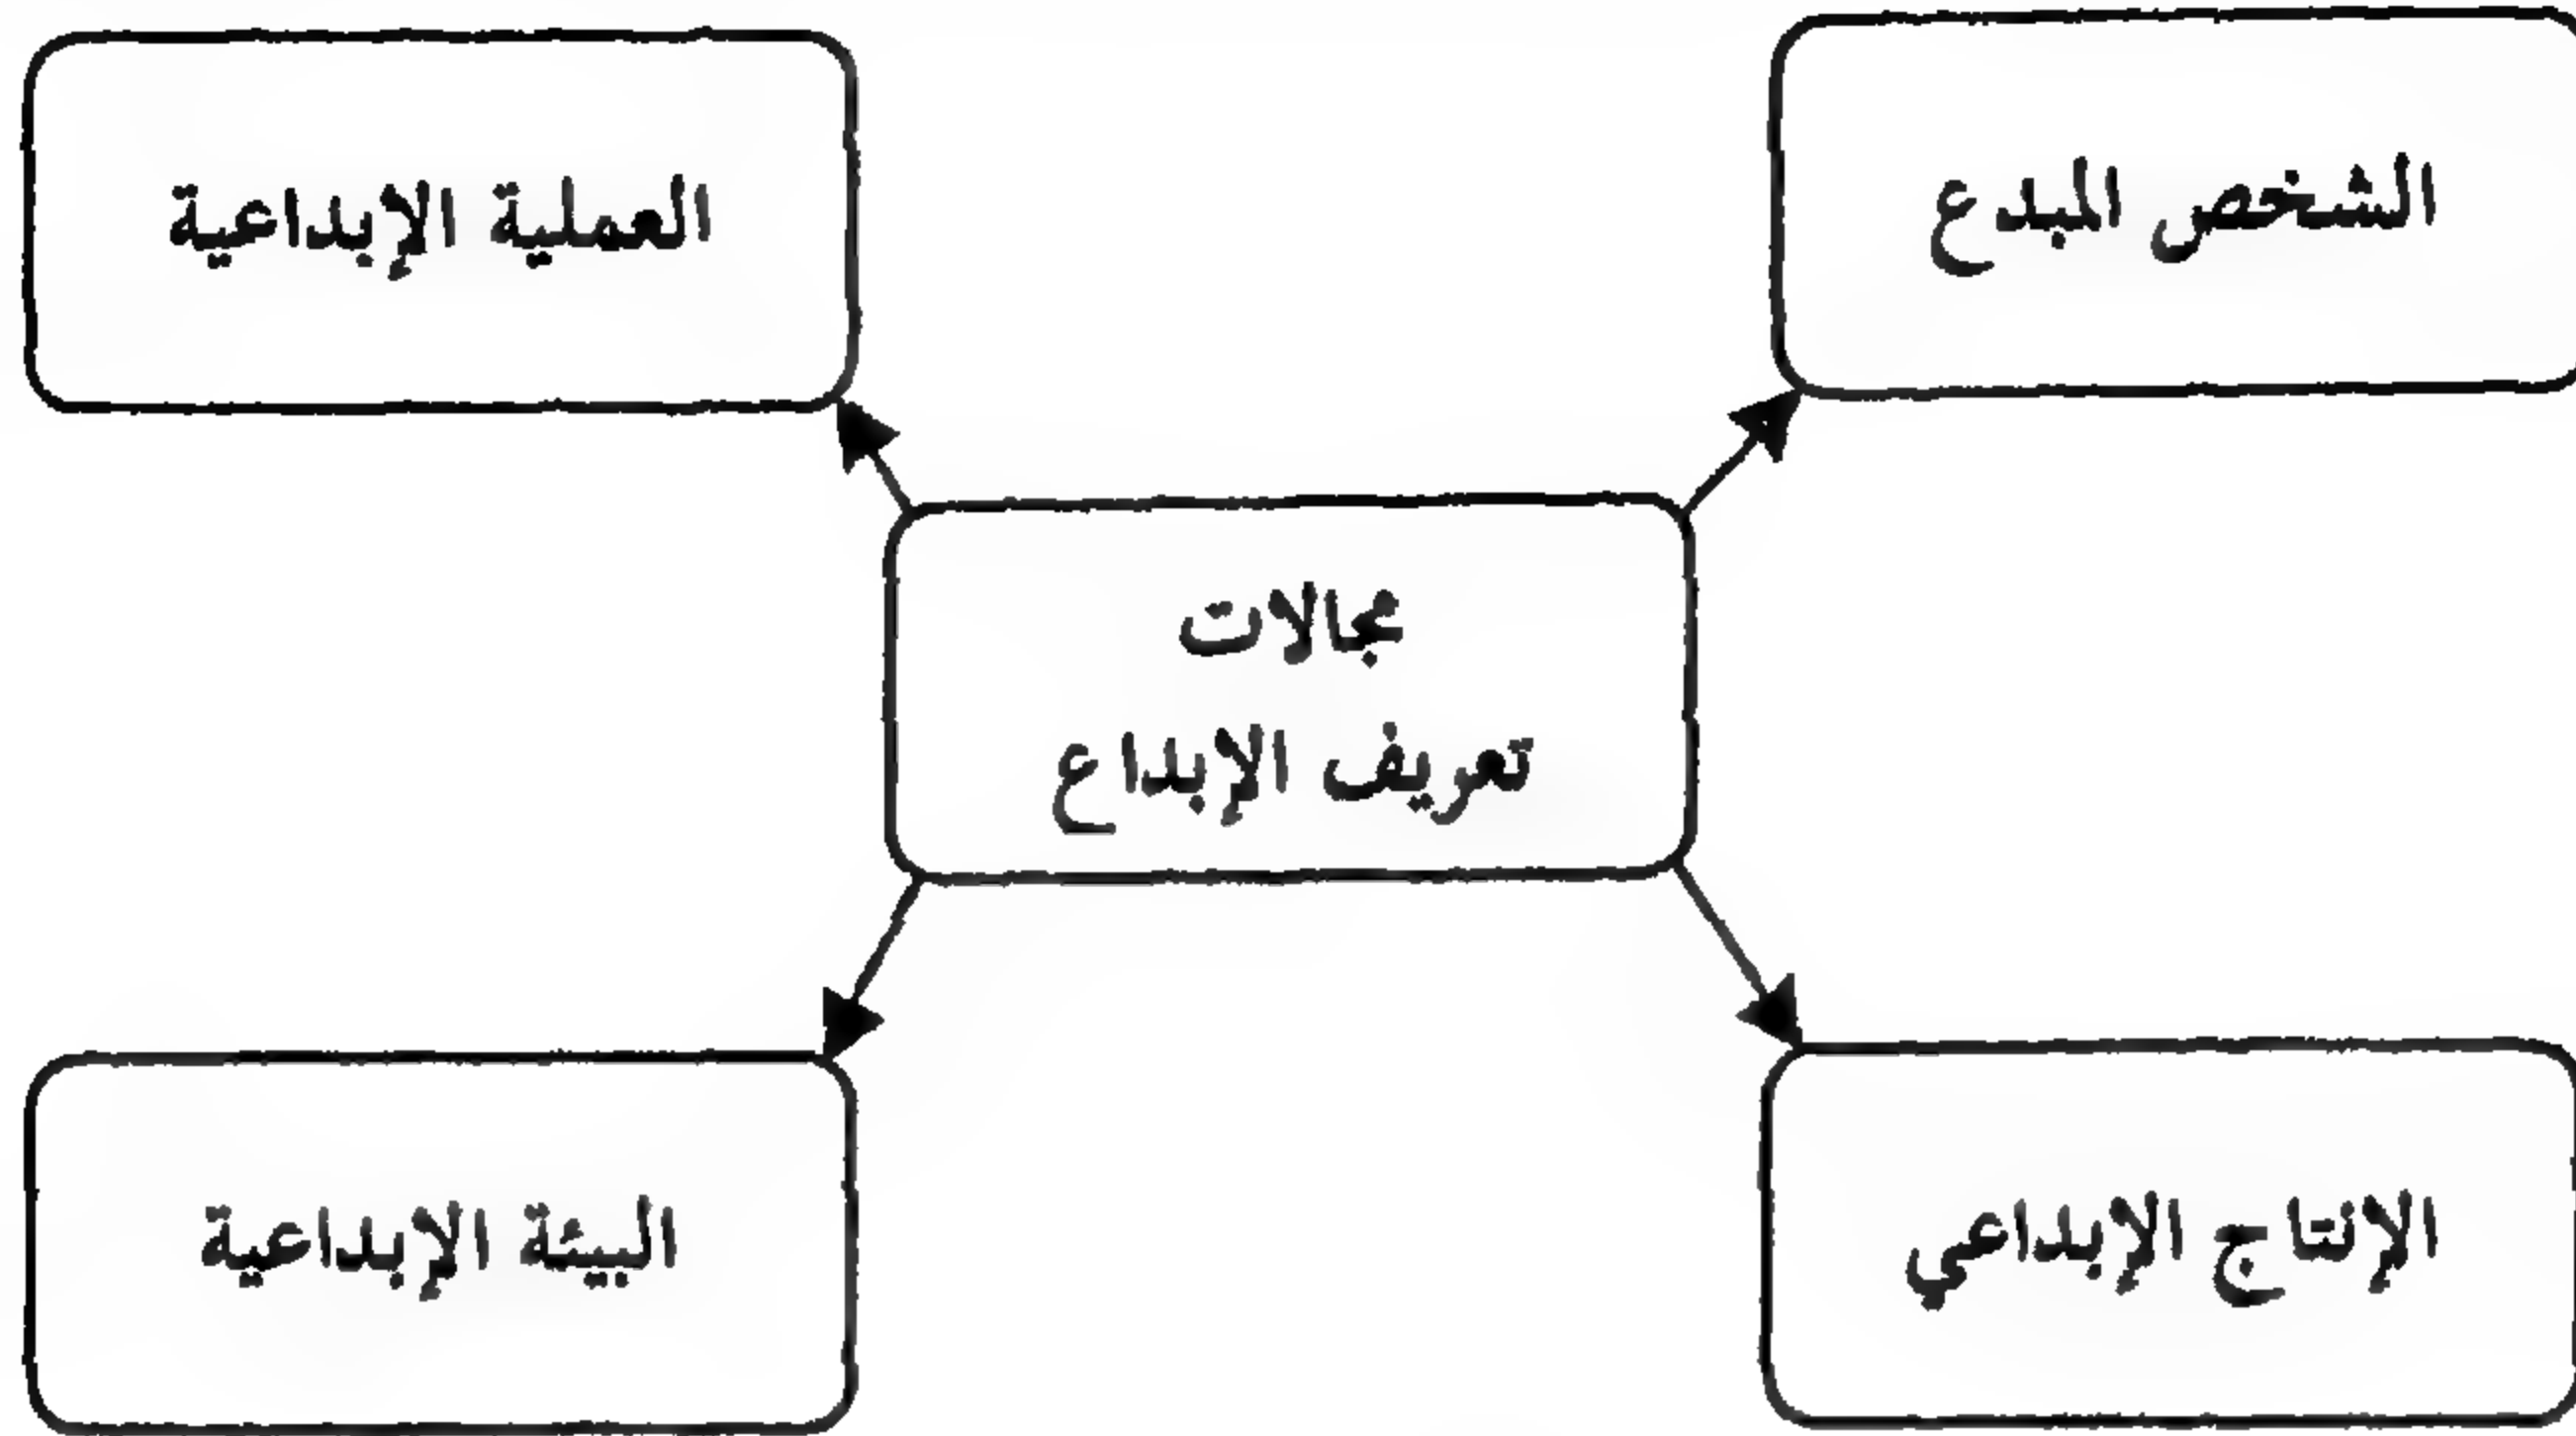 الشخص المبدع
العملية الإبداعية
مجالات
تعريف الإبداع
الإنتاج الإبداعي
البيئة الإبداعية